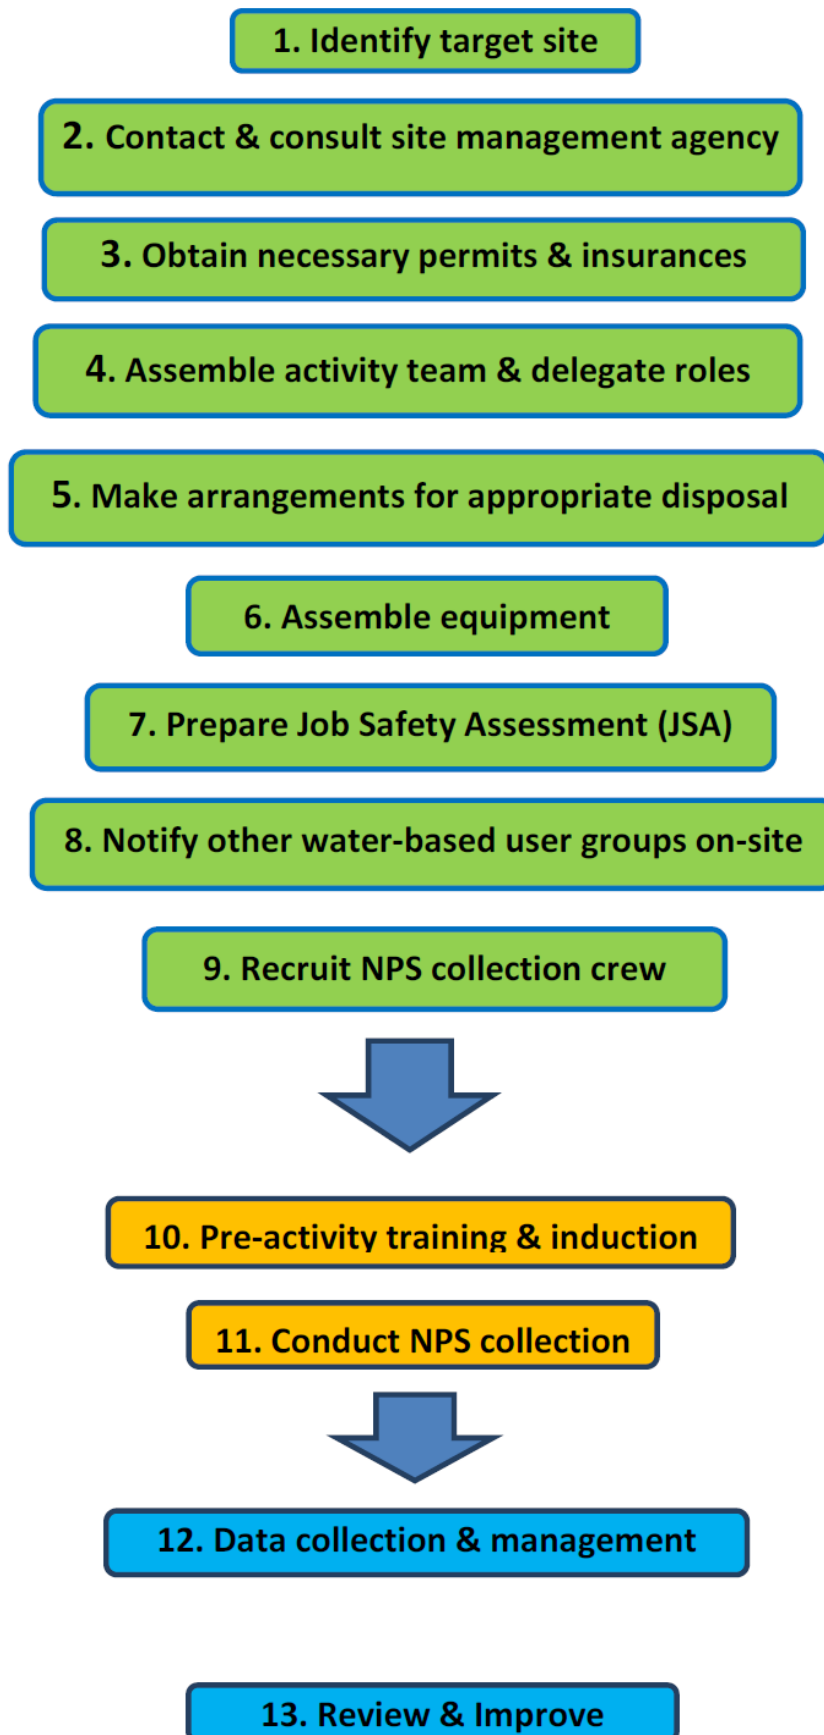 1. Identify target site
2. Contact & consult site management agency
3. Obtain necessary permits & insurances
4. Assemble activity team & delegate roles
5. Make arrangements for appropriate disposal
6. Assemble equipment
7. Prepare Job Safety Assessment (JSA)
8. Notify other water-based user groups on-site
9. Recruit NPS collection crew
10. Pre-activity training & induction
11. Conduct NPS collection
12. Data collection & management
13. Review & Improve